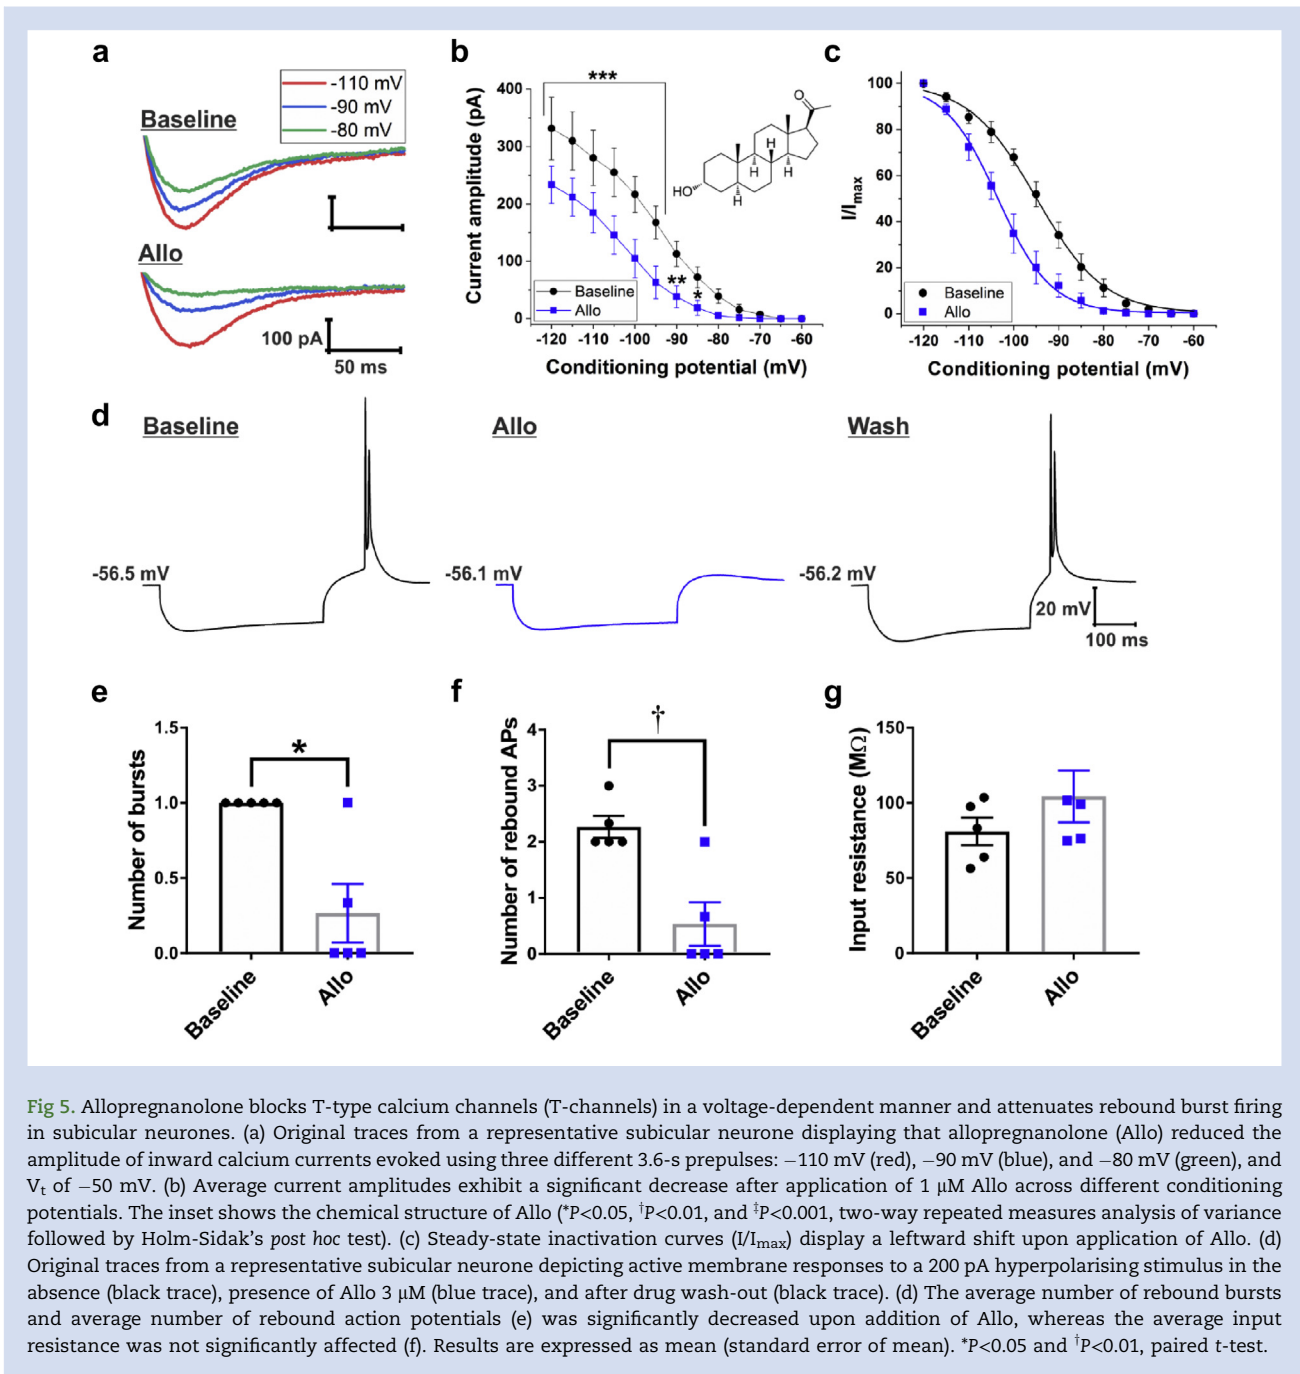 a
-110 mV
-90 mV
-80 mV
Baseline
Allo
100 pA
50 ms
b
***
Current amplitude (pA)
400
300
200
100
0
O
H
H
H
H
HO
**
*
Baseline
Allo
-120 -110 -100 -90 -80 -70 -60
Conditioning potential (mV)
c
I/Imax
100
80
60
40
20
0
Baseline
Allo
-120 -110 -100 -90 -80 -70 -60
Conditioning potential (mV)
d
Baseline
Allo
Wash
-56.5 mV
-56.1 mV
-56.2 mV
20 mV
100 ms
e
Number of bursts
1.5
1.0
0.5
0.0
*
Baseline
Allo
f
Number of rebound APs
4
3
2
1
0
†
Baseline
Allo
g
Input resistance (MΩ)
150
100
50
0
Baseline
Allo
Fig 5. Allopregnanolone blocks T-type calcium channels (T-channels) in a voltage-dependent manner and attenuates rebound burst firing
in subicular neurones. (a) Original traces from a representative subicular neurone displaying that allopregnanolone (Allo) reduced the
amplitude of inward calcium currents evoked using three different 3.6-s prepulses: −110 mV (red), −90 mV (blue), and −80 mV (green), and
Vt of −50 mV. (b) Average current amplitudes exhibit a significant decrease after application of 1 μM Allo across different conditioning
potentials. The inset shows the chemical structure of Allo (*P<0.05, †P<0.01, and ‡P<0.001, two-way repeated measures analysis of variance
followed by Holm-Sidak's post hoc test). (c) Steady-state inactivation curves (I/Imax) display a leftward shift upon application of Allo. (d)
Original traces from a representative subicular neurone depicting active membrane responses to a 200 pA hyperpolarising stimulus in the
absence (black trace), presence of Allo 3 μM (blue trace), and after drug wash-out (black trace). (d) The average number of rebound bursts
and average number of rebound action potentials (e) was significantly decreased upon addition of Allo, whereas the average input
resistance was not significantly affected (f). Results are expressed as mean (standard error of mean). *P<0.05 and †P<0.01, paired t-test.